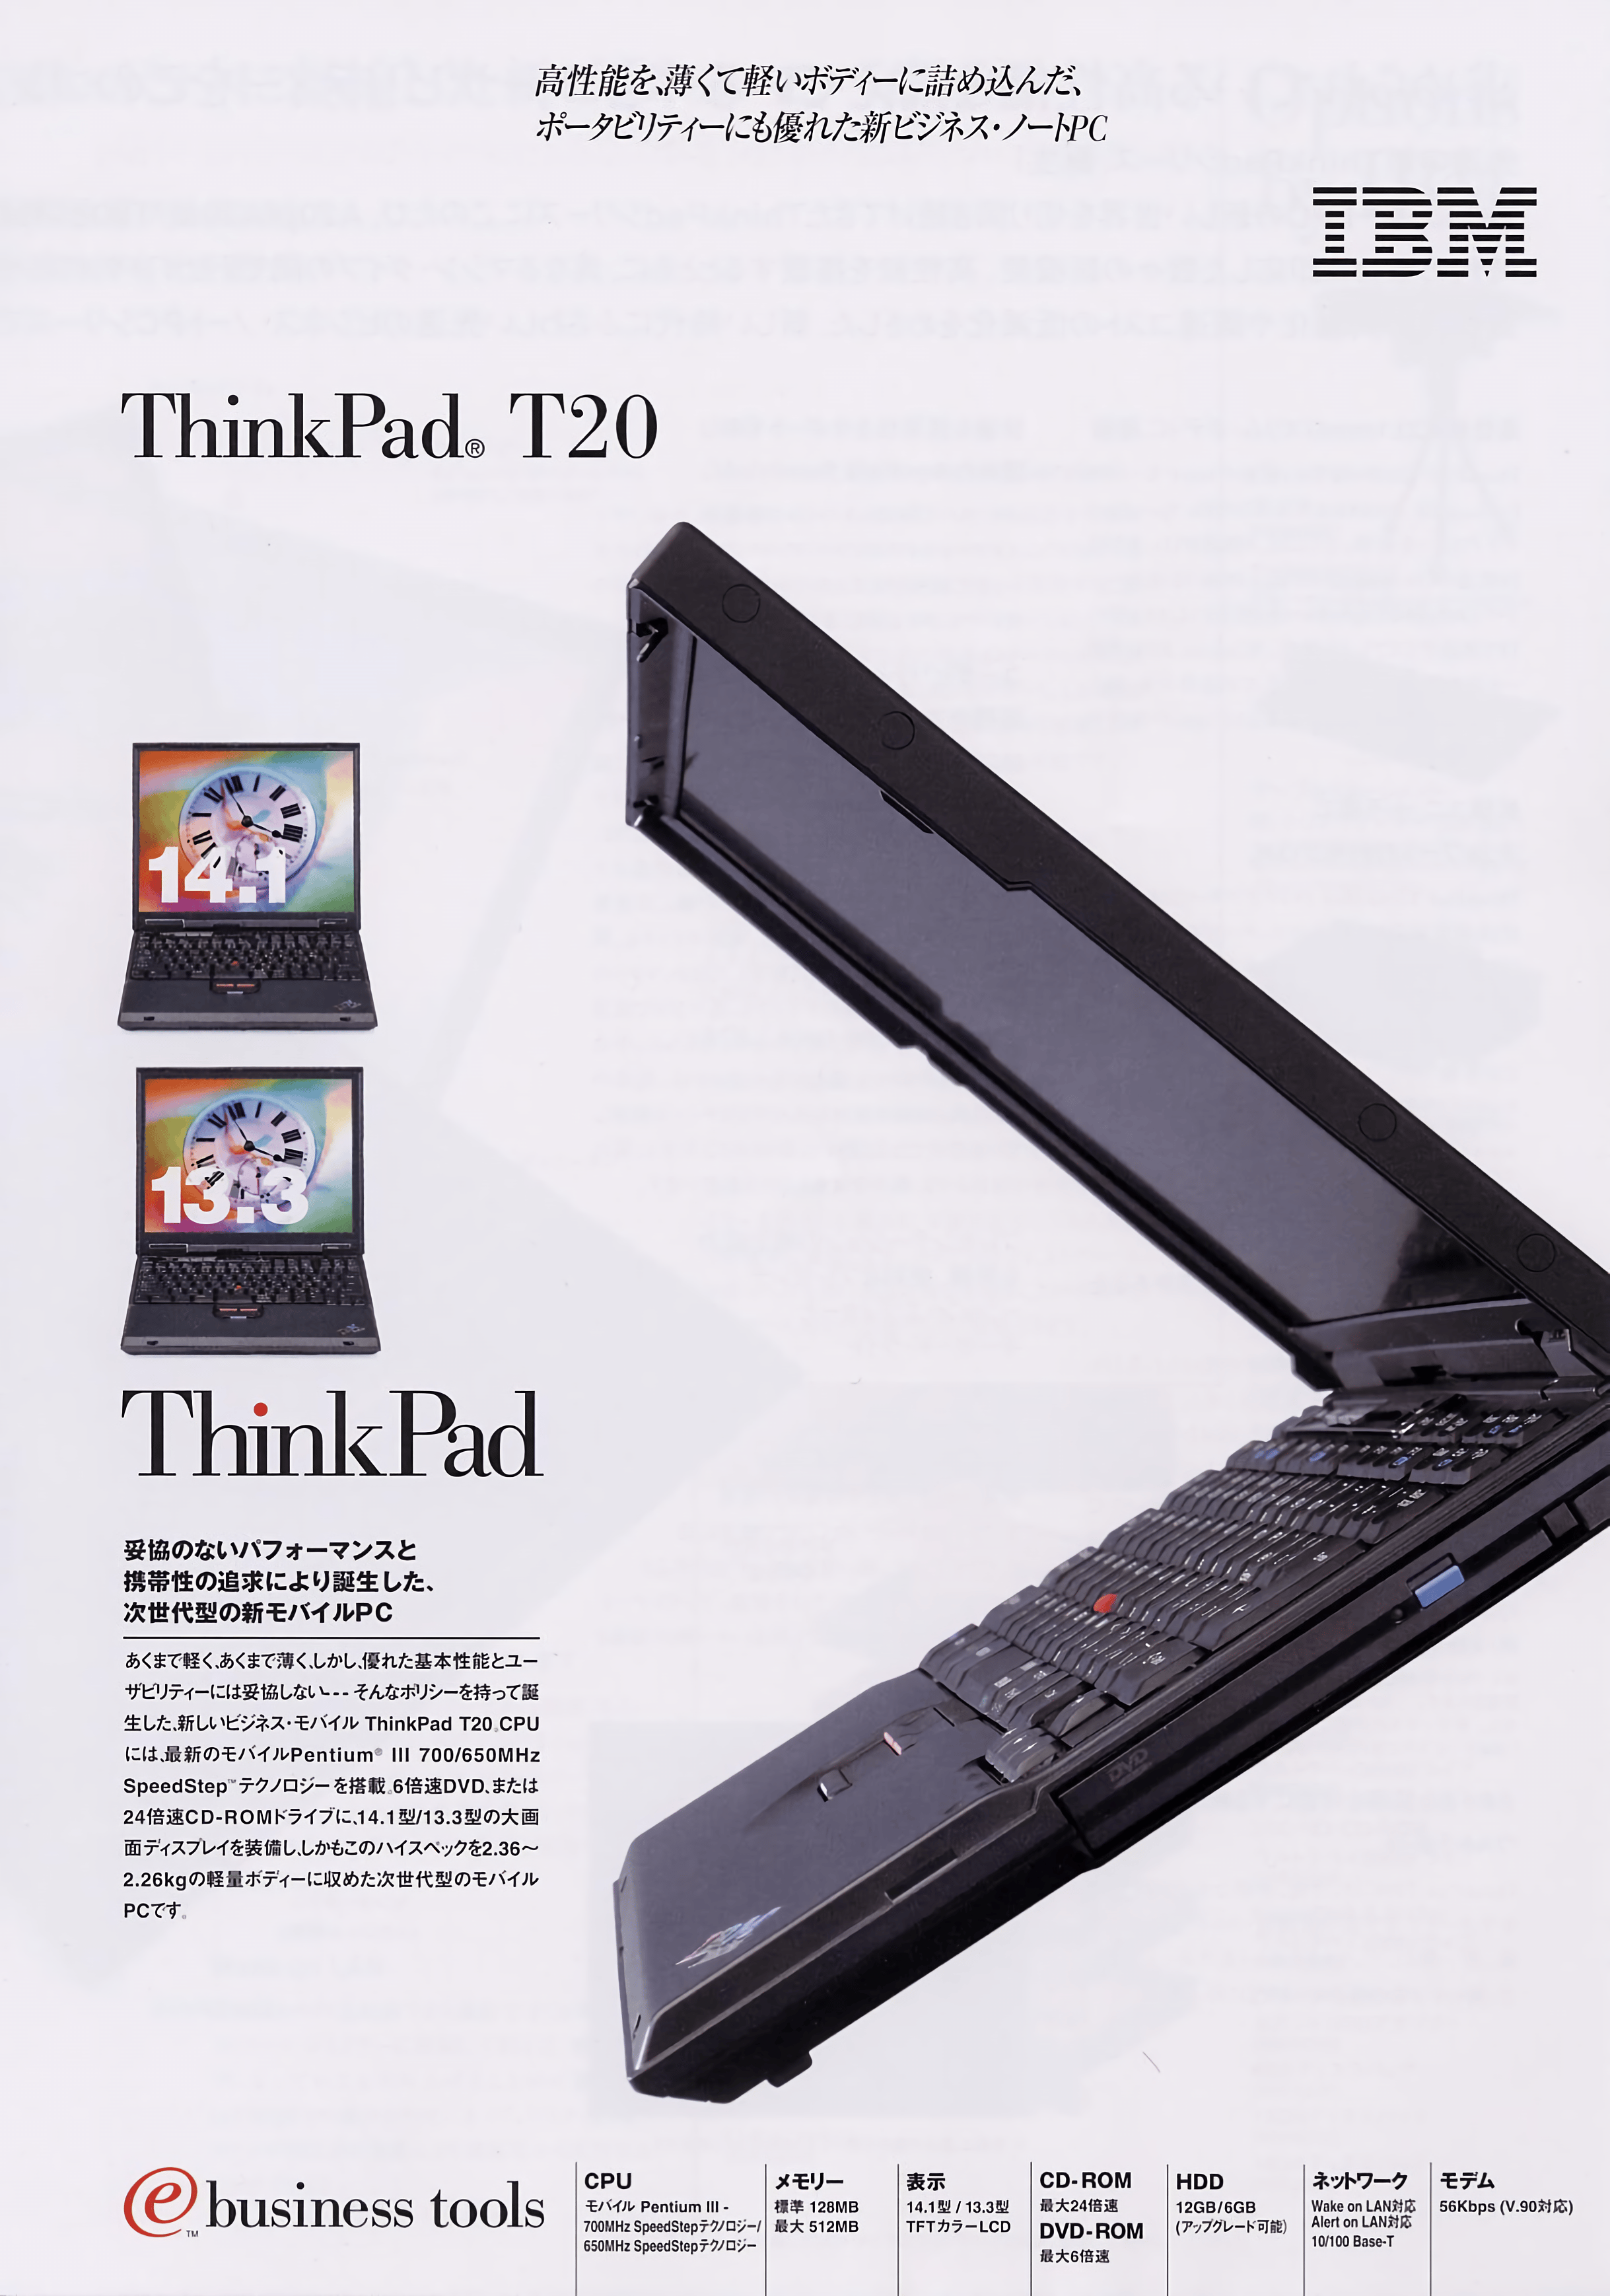 高性能を、薄くて軽いボディーに詰め込んだ、
ポータビリティーにも優れた新ビジネス・ノートPC
IBM
ThinkPad® T20
14.1
13.3
ThinkPad
妥協のないパフォーマンスと
携帯性の追求により誕生した、
次世代型の新モバイルPC
あくまで軽く、あくまで薄く、しかし、優れた基本性能とユー
ザビリティーには妥協しない--- そんなポリシーを持って誕
生した、新しいビジネス・モバイル ThinkPad T20。CPU
には、最新のモバイルPentium® III 700/650MHz
SpeedStep™テクノロジーを搭載。6倍速DVD、または
24倍速CD-ROMドライブに、14.1型/13.3型の大画
面ディスプレイを装備し、しかもこのハイスペックを2.36〜
2.26kgの軽量ボディーに収めた次世代型のモバイル
PCです。
DVD
e business tools
TM
CPU
モバイル Pentium III -
700MHz SpeedStepテクノロジー/
650MHz SpeedStepテクノロジー
メモリー
標準 128MB
最大 512MB
表示
14.1型 / 13.3型
TFTカラーLCD
CD-ROM
最大24倍速
DVD-ROM
最大6倍速
HDD
12GB/6GB
(アップグレード可能)
ネットワーク
Wake on LAN対応
Alert on LAN対応
10/100 Base-T
モデム
56Kbps (V.90対応)